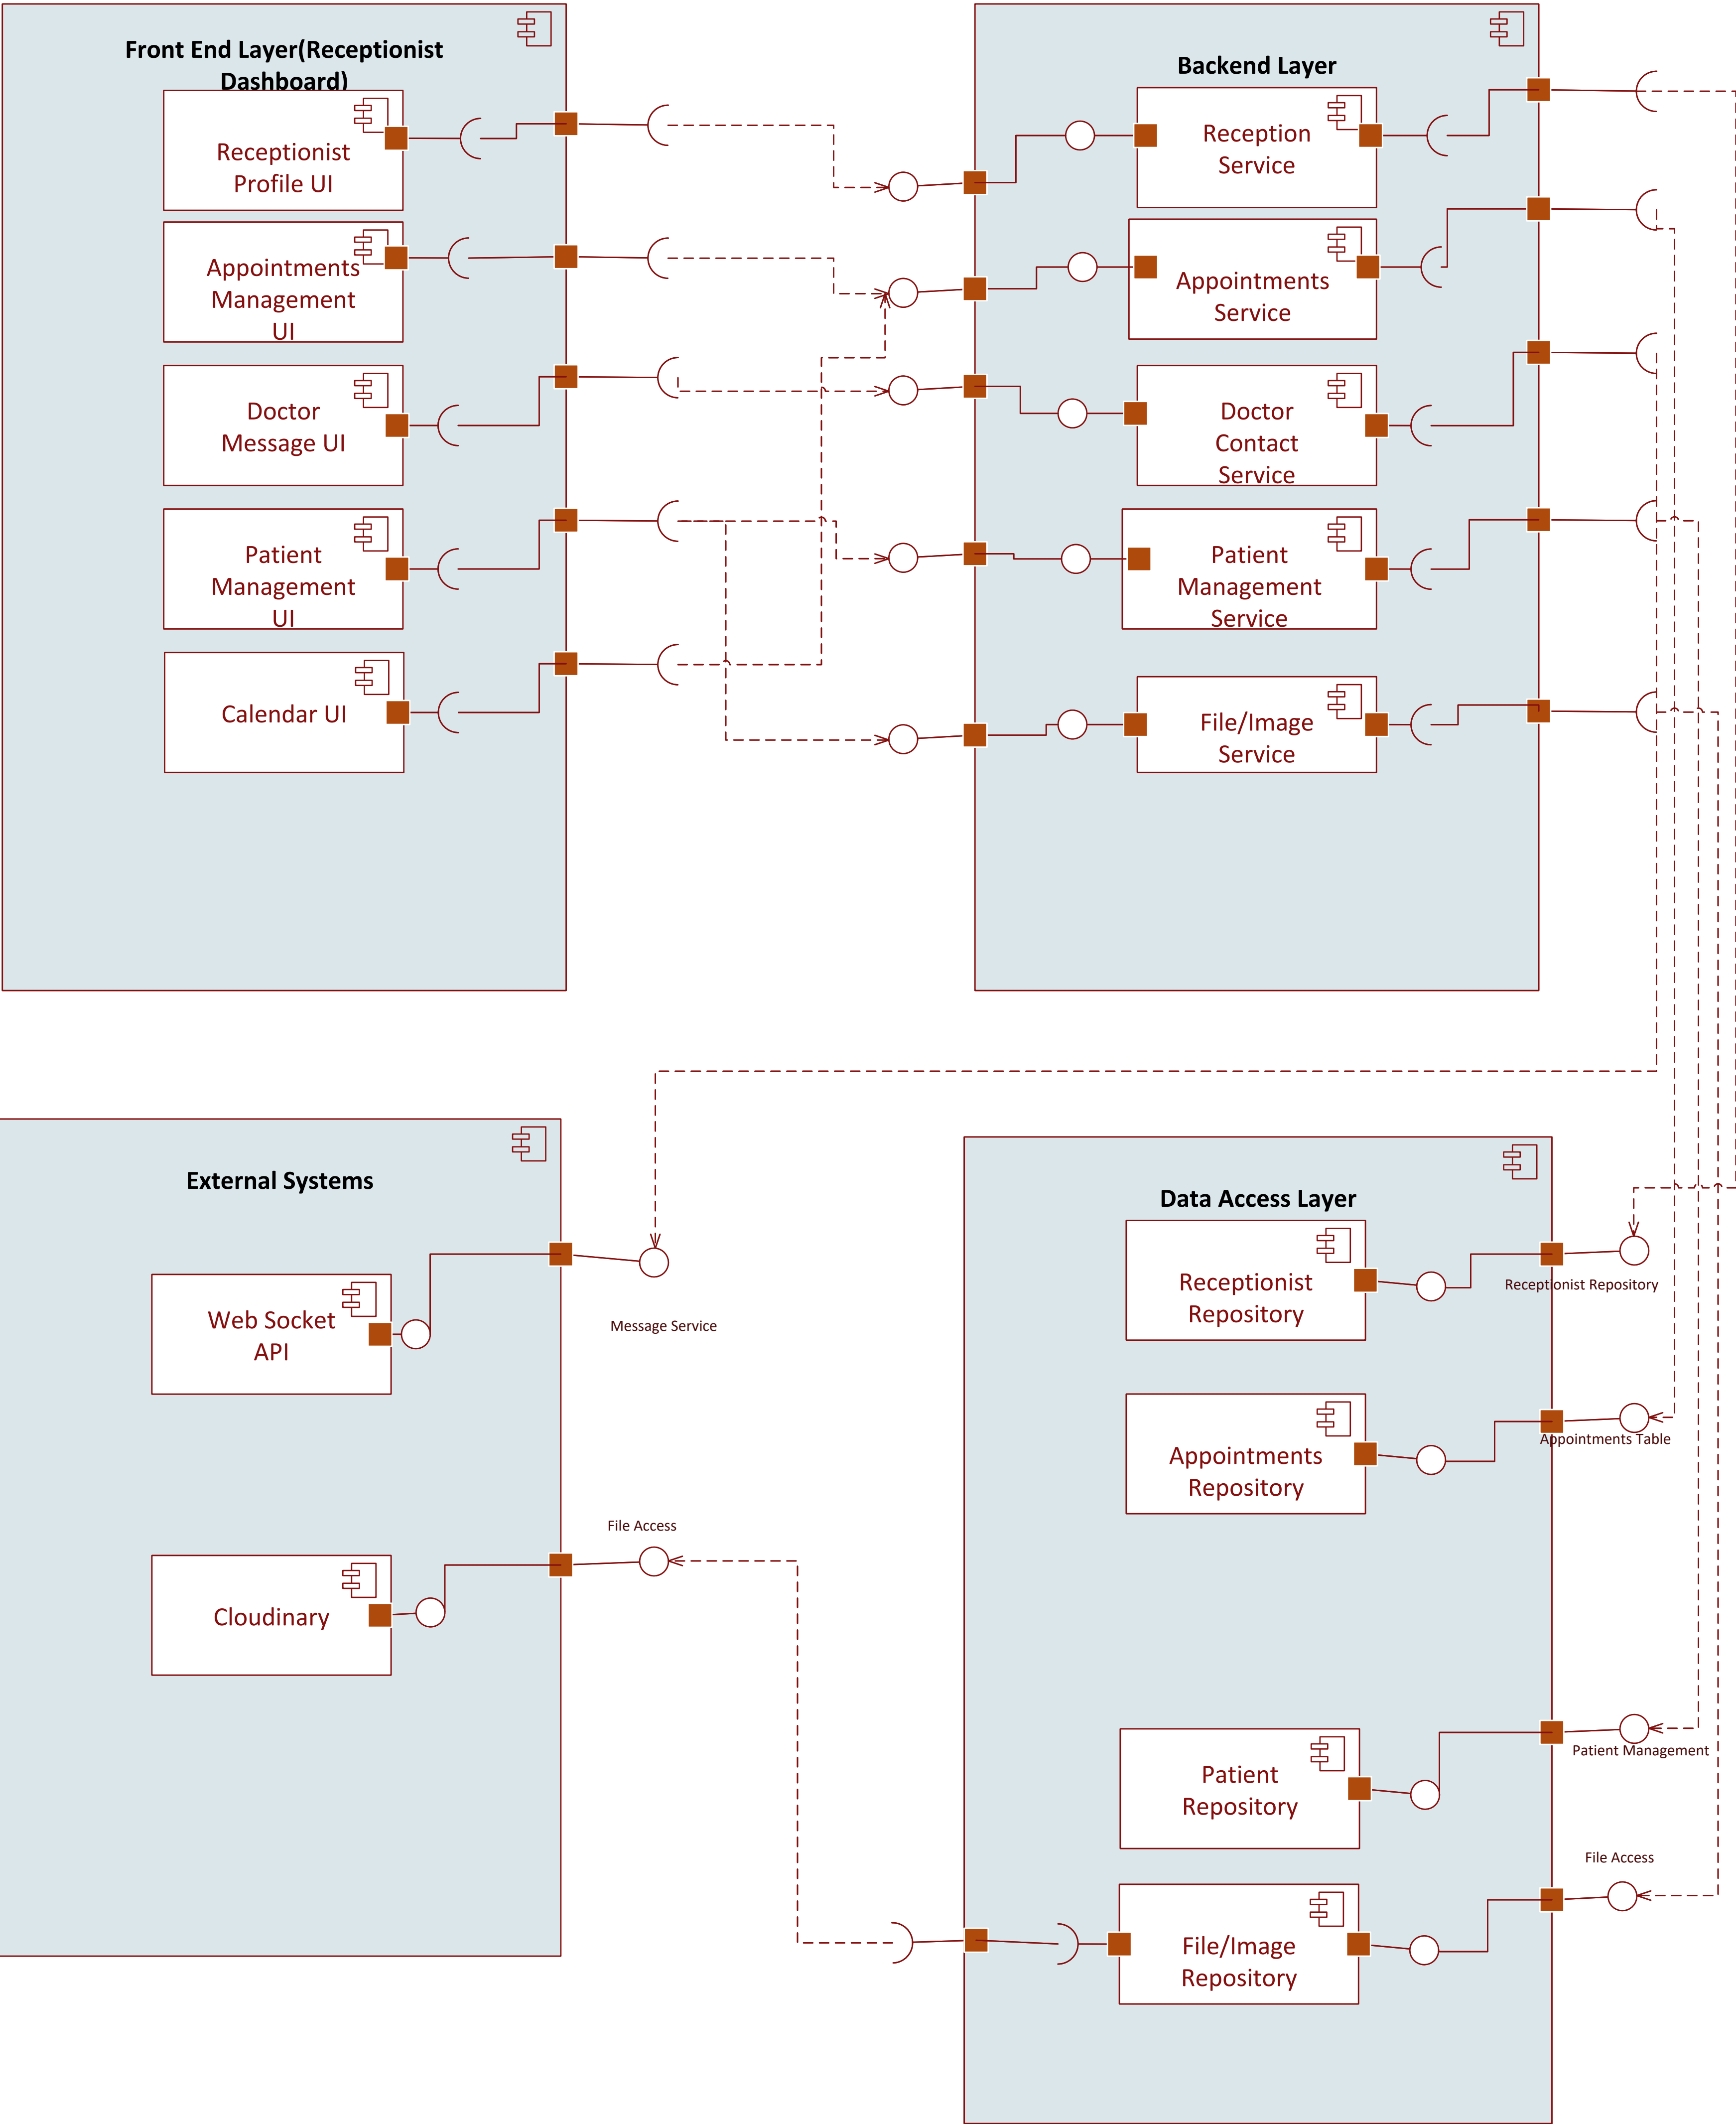 Front End Layer(Receptionist
Dashboard)
Receptionist
Profile UI
Appointments
Management
UI
Doctor
Message UI
Patient
Management
UI
Calendar UI
Backend Layer
Reception
Service
Appointments
Service
Doctor
Contact
Service
Patient
Management
Service
File/Image
Service
External Systems
Web Socket
API
Message Service
File Access
Cloudinary
Data Access Layer
Receptionist
Repository
Receptionist Repository
Appointments
Repository
Appointments Table
Patient
Repository
Patient Management
File Access
File/Image
Repository